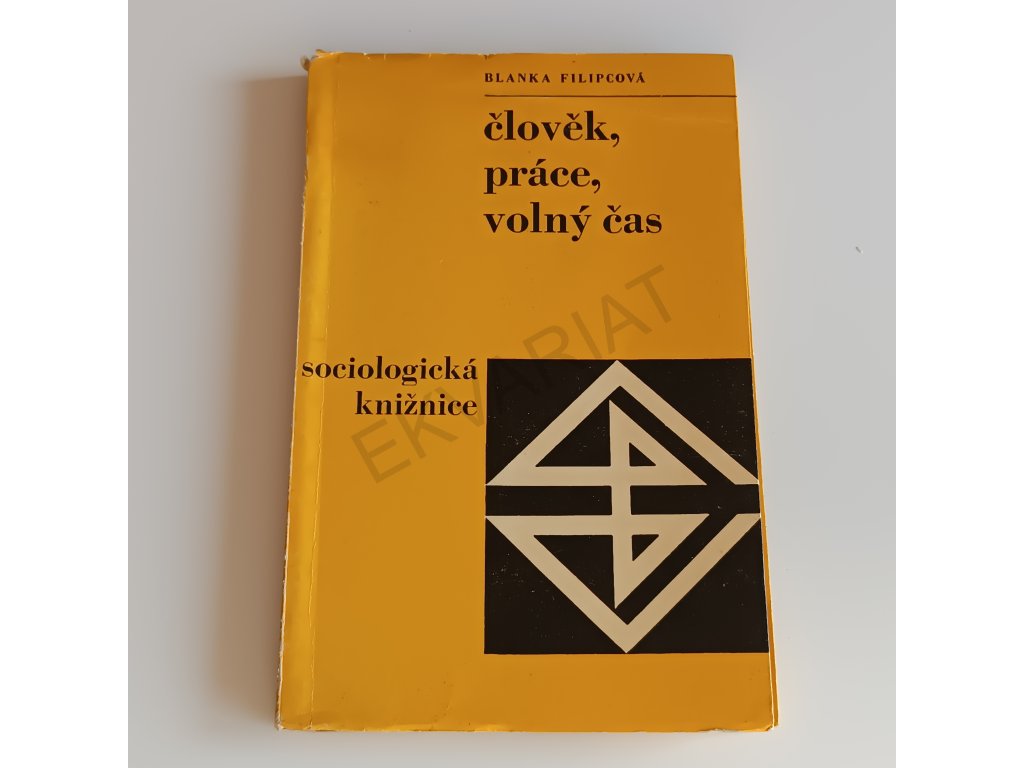 BLANKA FILIPCOVÁ
člověk,
práce,
volný čas
sociologická
knižnice
EKVARIAT